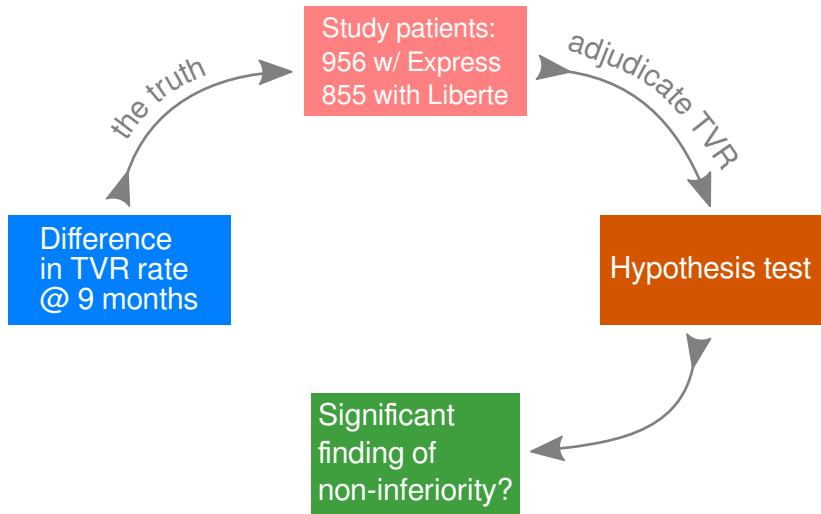 the truth
Study patients:
956 w/ Express
855 with Liberte
adjudicate TVR
Difference
in TVR rate
@ 9 months
Hypothesis test
Significant
finding of
non-inferiority?